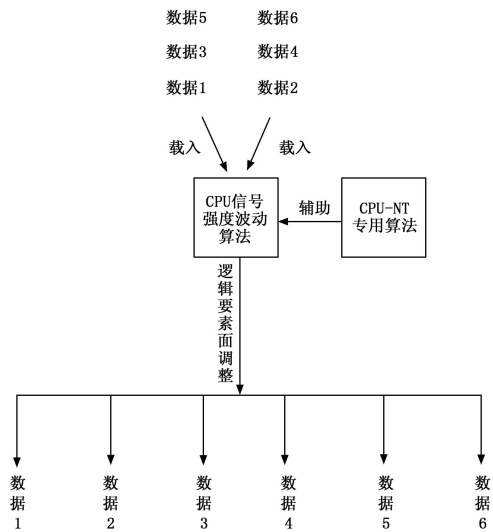 数据5 数据6
数据3 数据4
数据1 数据2
载入 载入
CPU信号
强度波动
算法
辅助
CPU-NT
专用算法
逻辑要素面调整
数据1
数据2
数据3
数据4
数据5
数据6